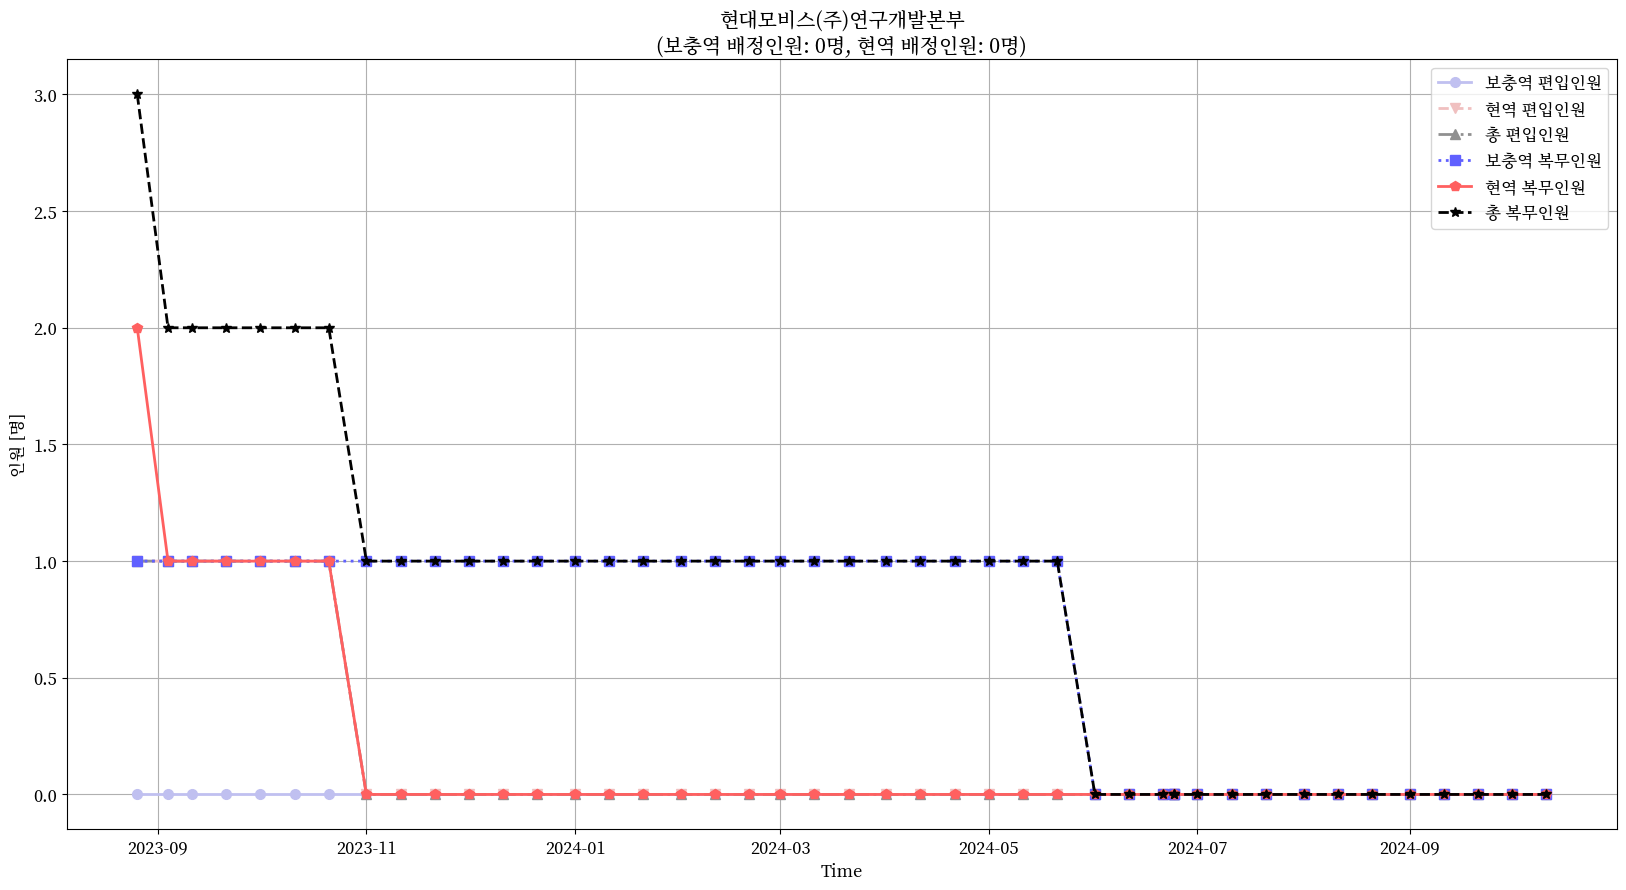 현대모비스(주)연구개발본부
(보충역 배정인원: 0명, 현역 배정인원: 0명)
3.0
2.5
2.0
1.5
1.0
0.5
0.0
인원 [명]
보충역 편입인원
현역 편입인원
총 편입인원
보충역 복무인원
현역 복무인원
총 복무인원
2023-09 2023-11 2024-01 2024-03 2024-05 2024-07 2024-09
Time